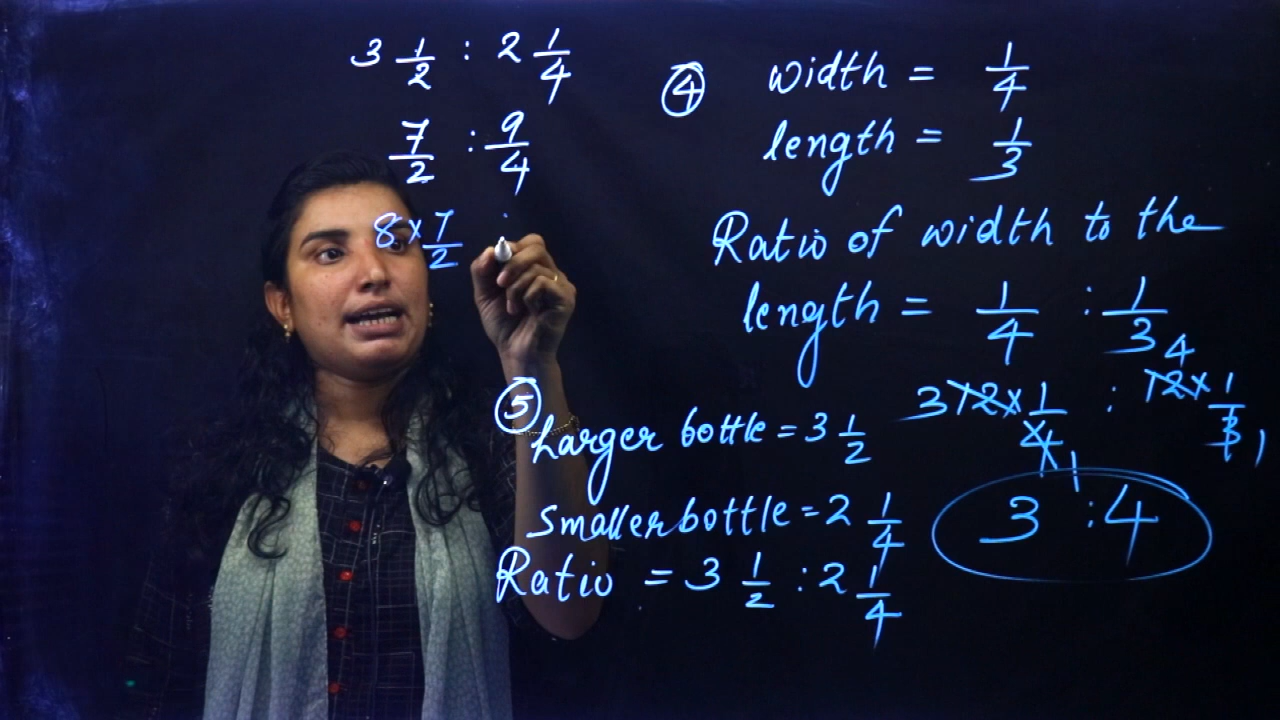 3 1/2 : 2 1/4
7/2 : 9/4
8 × 7/2 :
④ width = 1/4
length = 1/3
Ratio of width to the
length = 1/4 : 1/3
3 12 × 1/4 1 : 4 12 × 1/3 1
3 : 4
⑤
Larger bottle = 3 1/2
Smaller bottle = 2 1/4
Ratio = 3 1/2 : 2 1/4